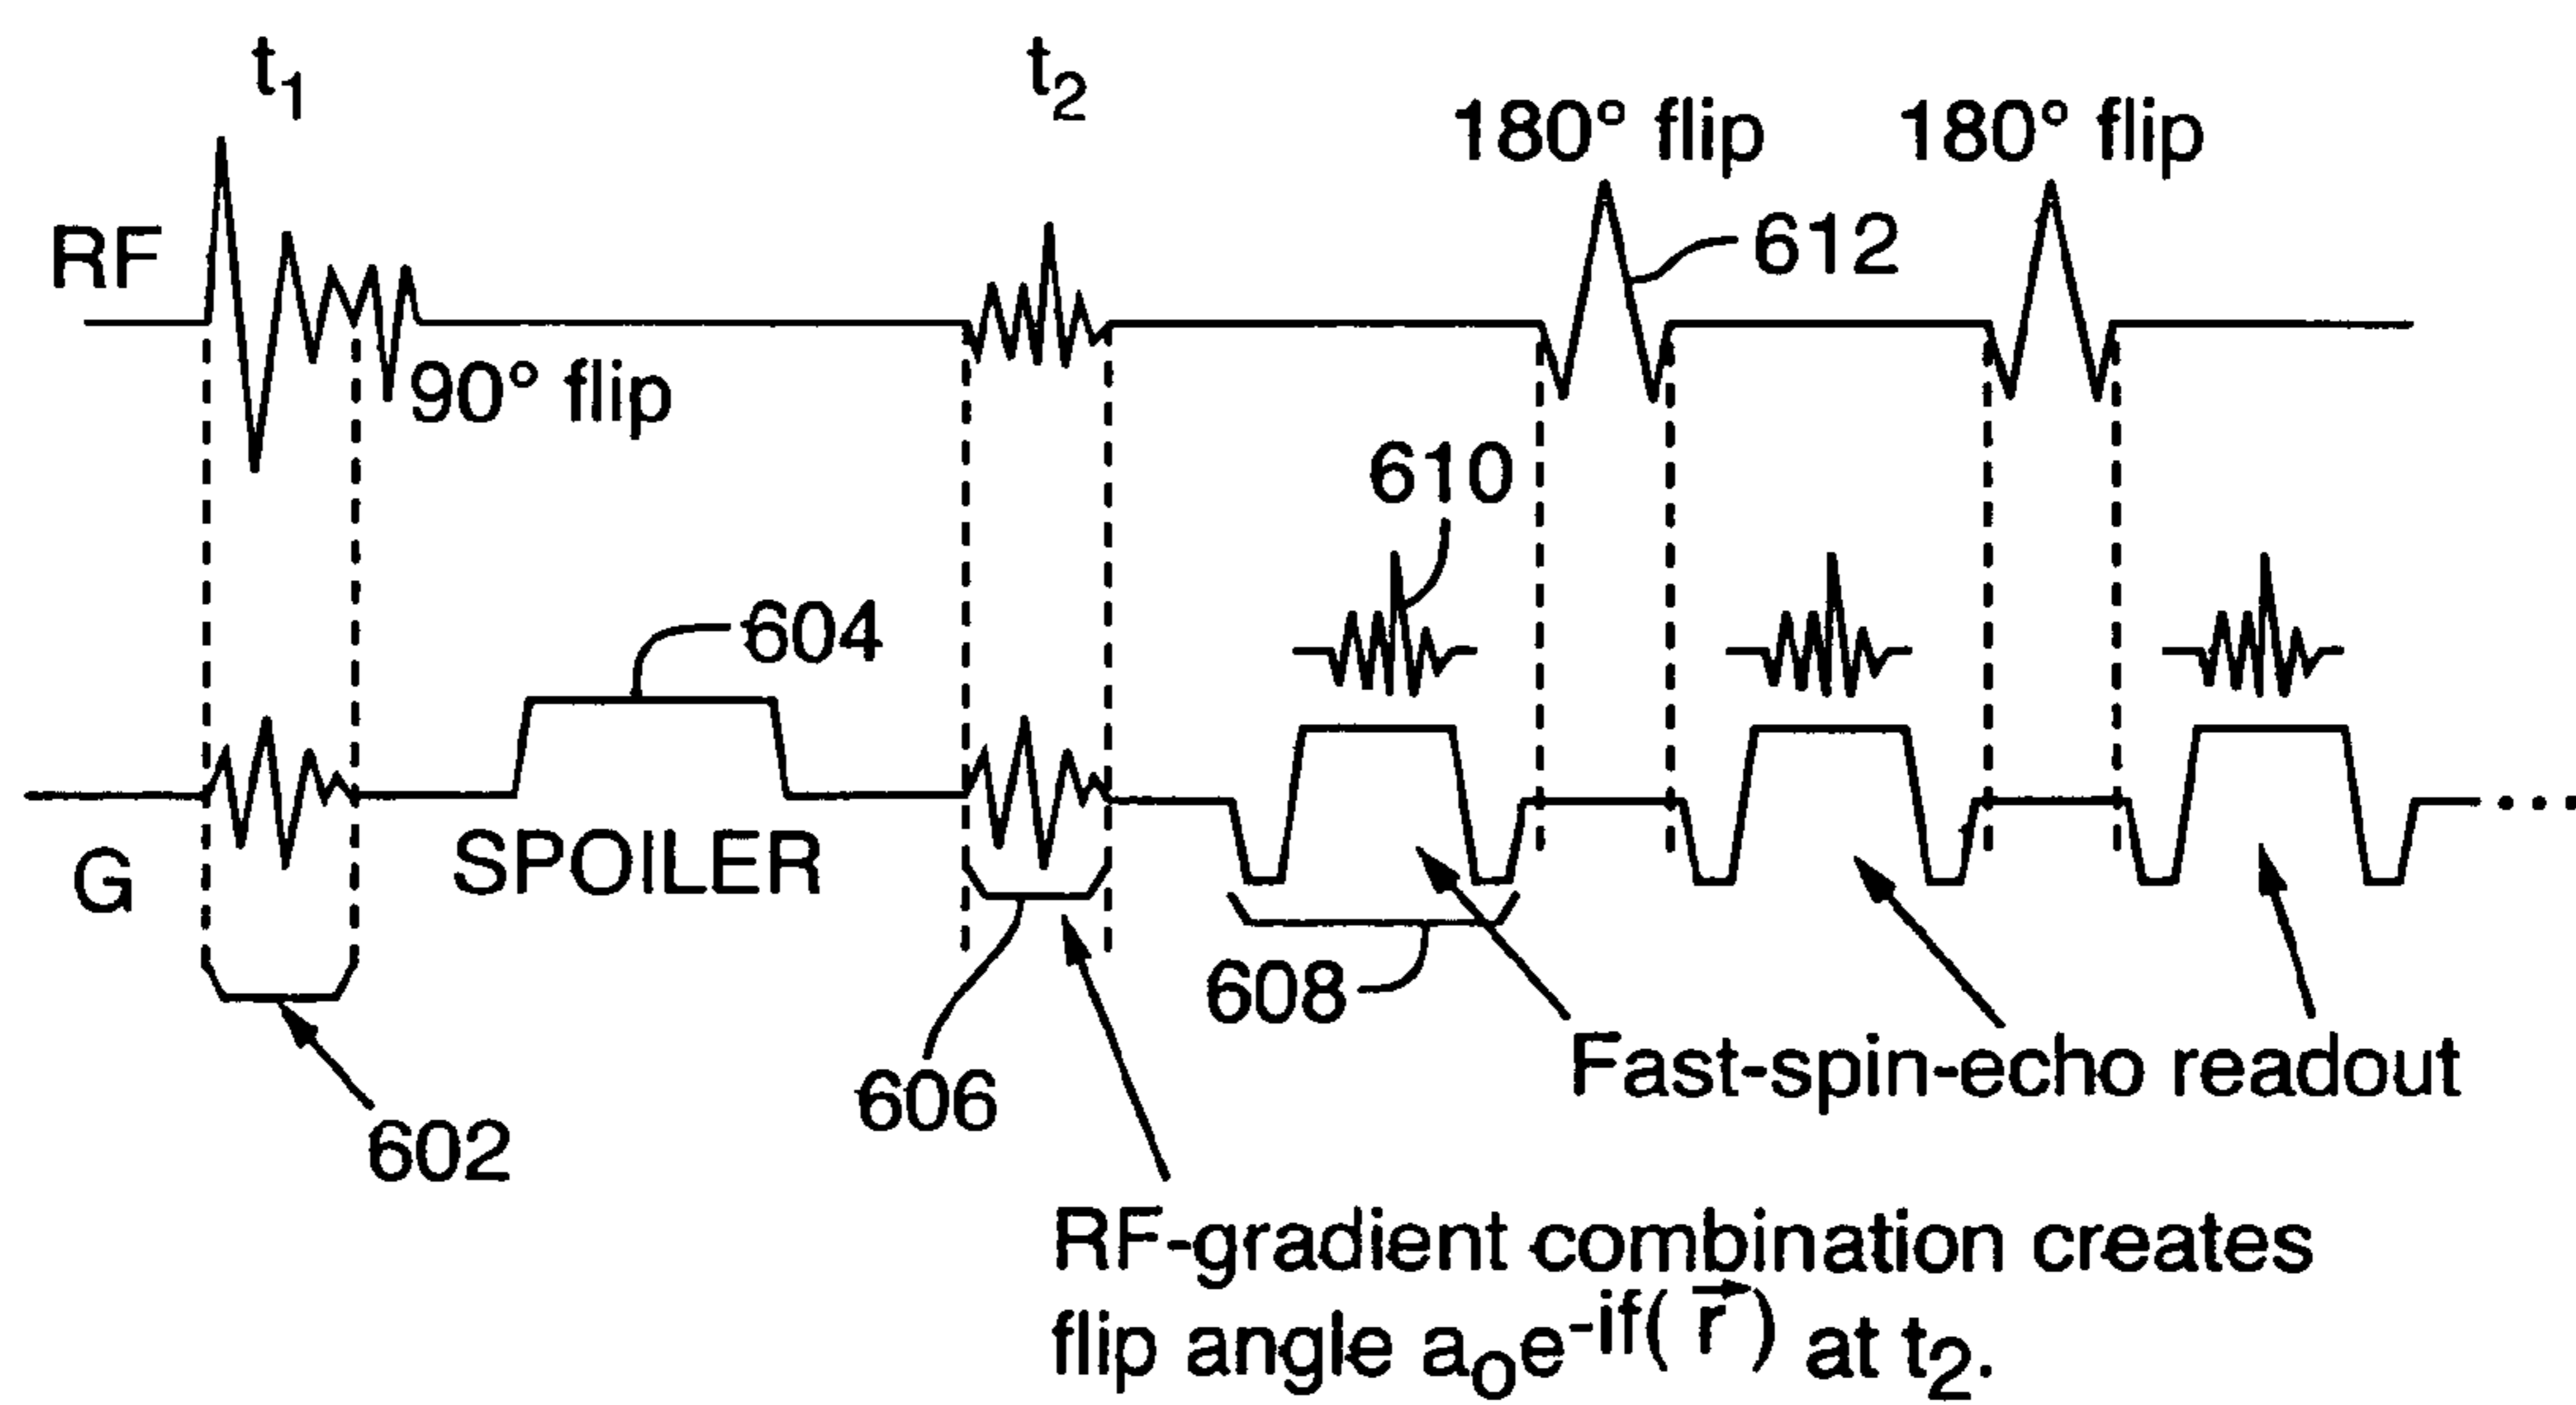 t1
t2
180° flip
180° flip
RF
612
90° flip
610
604
SPOILER
G
608
Fast-spin-echo readout
606
602
RF-gradient combination creates
flip angle aoe-if( r→ ) at t2.